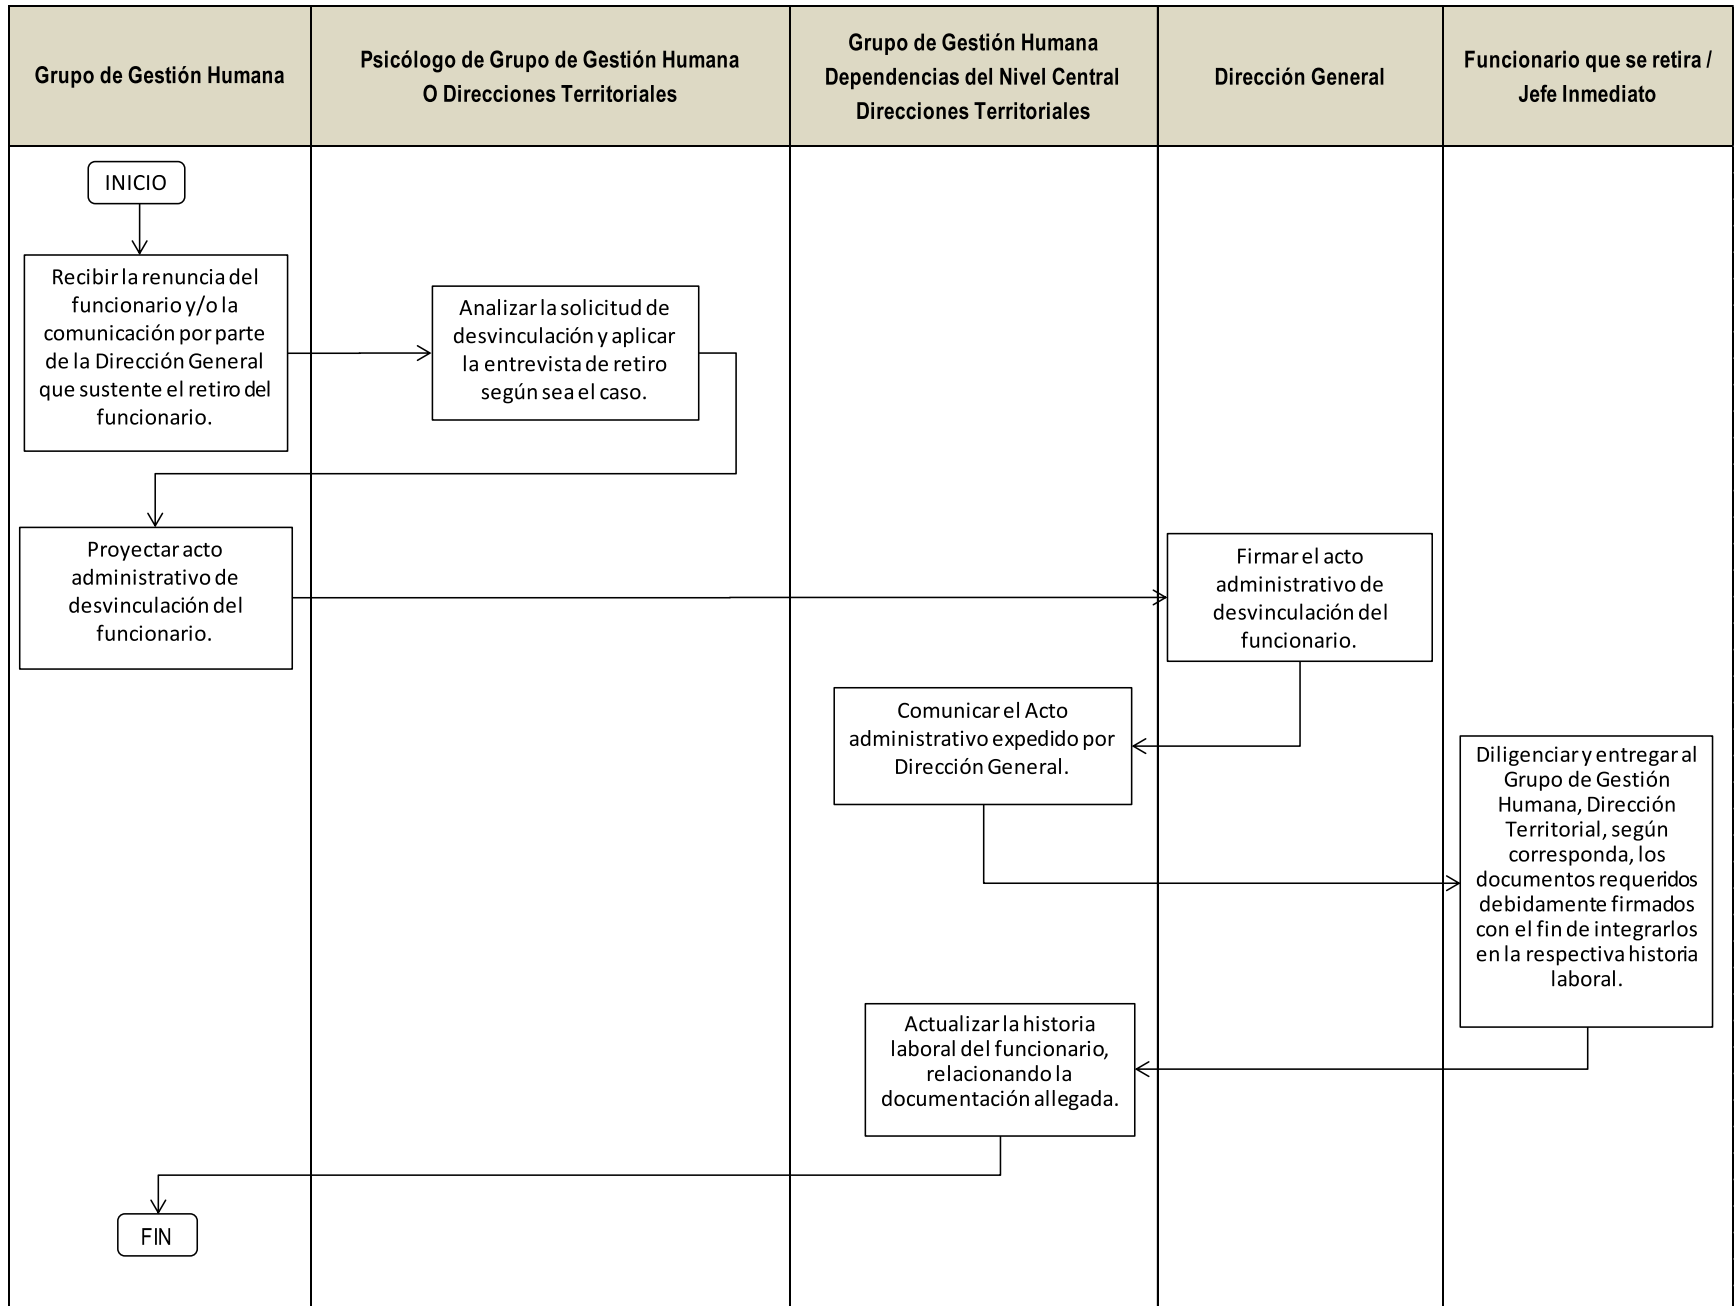 Grupo de Gestión Humana
Psicólogo de Grupo de Gestión Humana
O Direcciones Territoriales
Grupo de Gestión Humana
Dependencias del Nivel Central
Direcciones Territoriales
Dirección General
Funcionario que se retira /
Jefe Inmediato
INICIO
Recibir la renuncia del
funcionario y/o la
comunicación por parte
de la Dirección General
que sustente el retiro del
funcionario.
Analizar la solicitud de
desvinculación y aplicar
la entrevista de retiro
según sea el caso.
Proyectar acto
administrativo de
desvinculación del
funcionario.
Firmar el acto
administrativo de
desvinculación del
funcionario.
Comunicar el Acto
administrativo expedido por
Dirección General.
Diligenciar y entregar al
Grupo de Gestión
Humana, Dirección
Territorial, según
corresponda, los
documentos requeridos
debidamente firmados
con el fin de integrarlos
en la respectiva historia
laboral.
Actualizar la historia
laboral del funcionario,
relacionando la
documentación allegada.
FIN